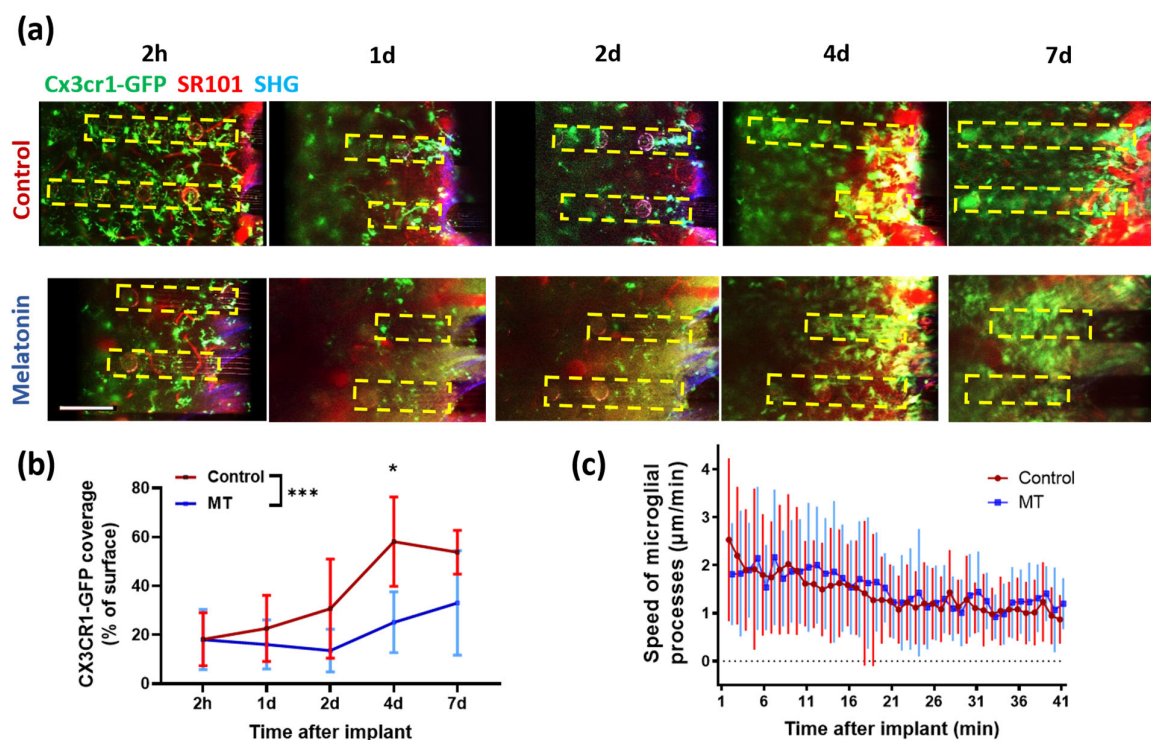 (a)
2h 1d 2d 4d 7d
Cx3cr1-GFP SR101 SHG
Control
Melatonin
(b)
Control
MT
***
*
CX3CR1-GFP coverage
(% of surface)
80
60
40
20
0
2h 1d 2d 4d 7d
Time after implant
(c)
Control
MT
Speed of microglial
processes (µm/min)
4
3
2
1
0
1 6 11 16 21 26 31 36 41
Time after implant (min)